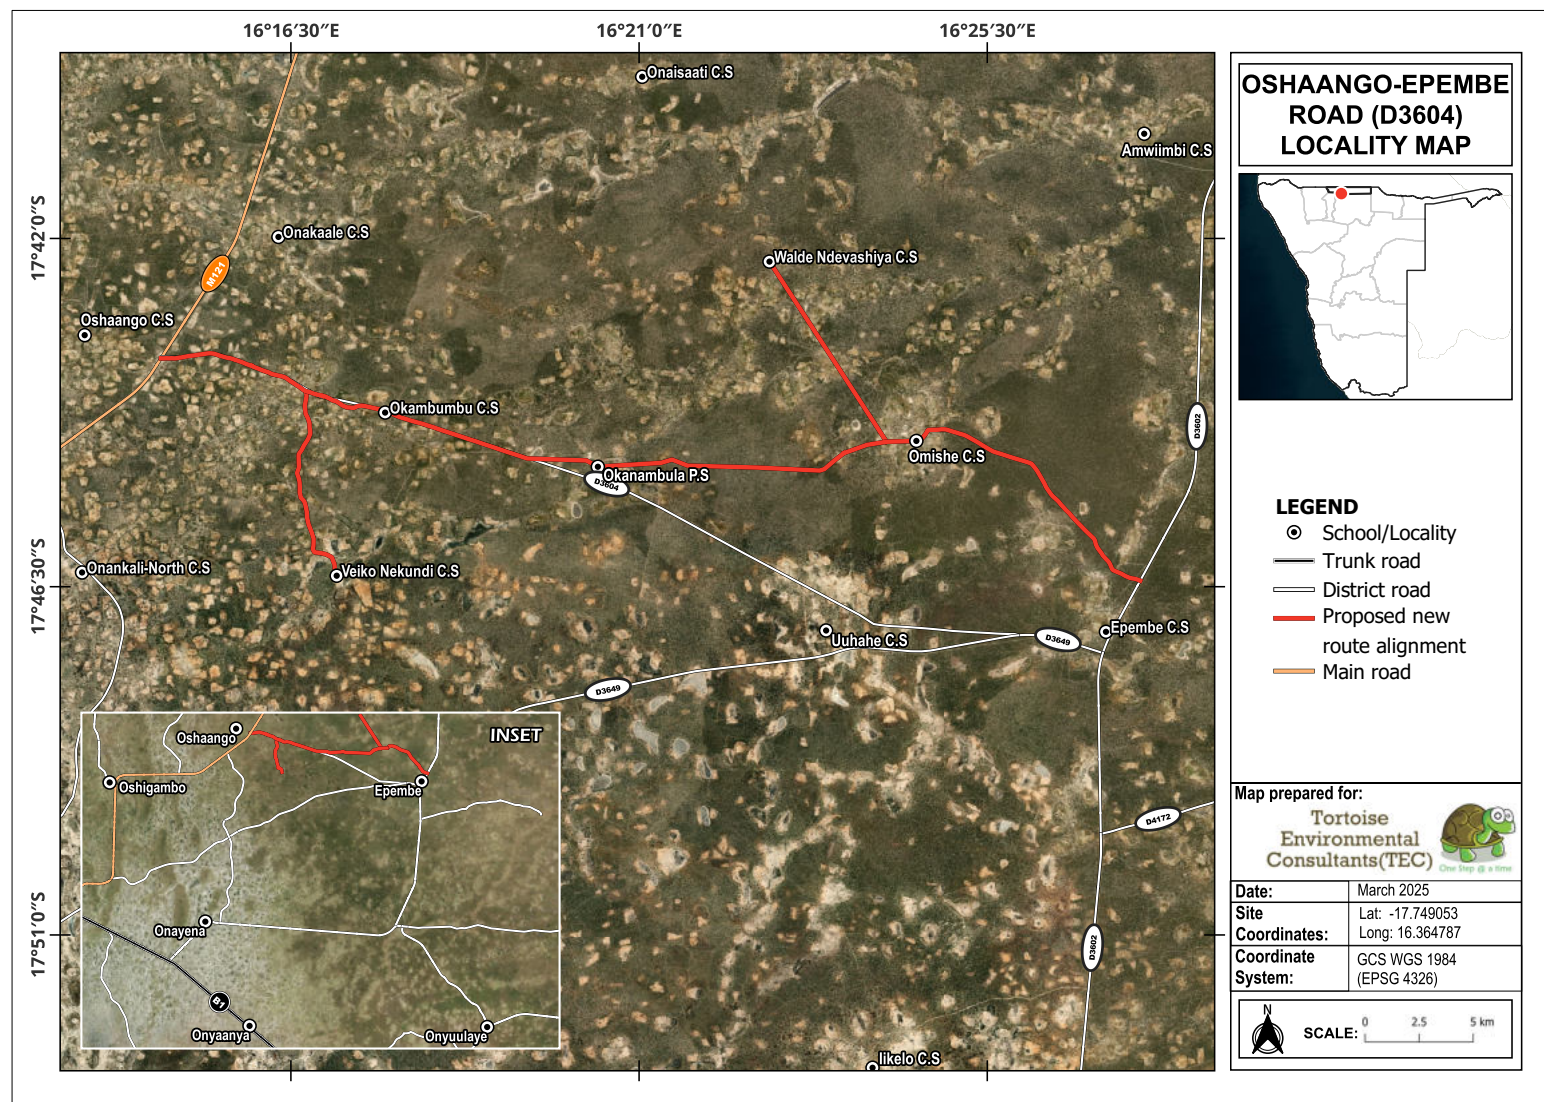 16°16′30″E
16°21′0″E
16°25′30″E
17°42′0″S
17°46′30″S
17°51′0″S
Onaisaati C.S
Amwiimbi C.S
Onakaale C.S
M121
Walde Ndevashiya C.S
Oshaango C.S
Okambumbu C.S
D3602
Omishe C.S
Okanambula P.S
D3604
Onankali-North C.S
Veiko Nekundi C.S
Uuhahe C.S
D3649
Epembe C.S
D3649
D4172
D3602
Iikelo C.S
INSET
Oshaango
Oshigambo
Epembe
Onayena
B1
Onyaanya
Onyuulaye
OSHAANGO-EPEMBE
ROAD (D3604)
LOCALITY MAP
LEGEND
School/Locality
Trunk road
District road
Proposed new
route alignment
Main road
Map prepared for:
Tortoise
Environmental
Consultants(TEC)
One Step @ a time
Date: March 2025
Site Lat: -17.749053
Coordinates: Long: 16.364787
Coordinate GCS WGS 1984
System: (EPSG 4326)
N
SCALE: 0 2.5 5 km